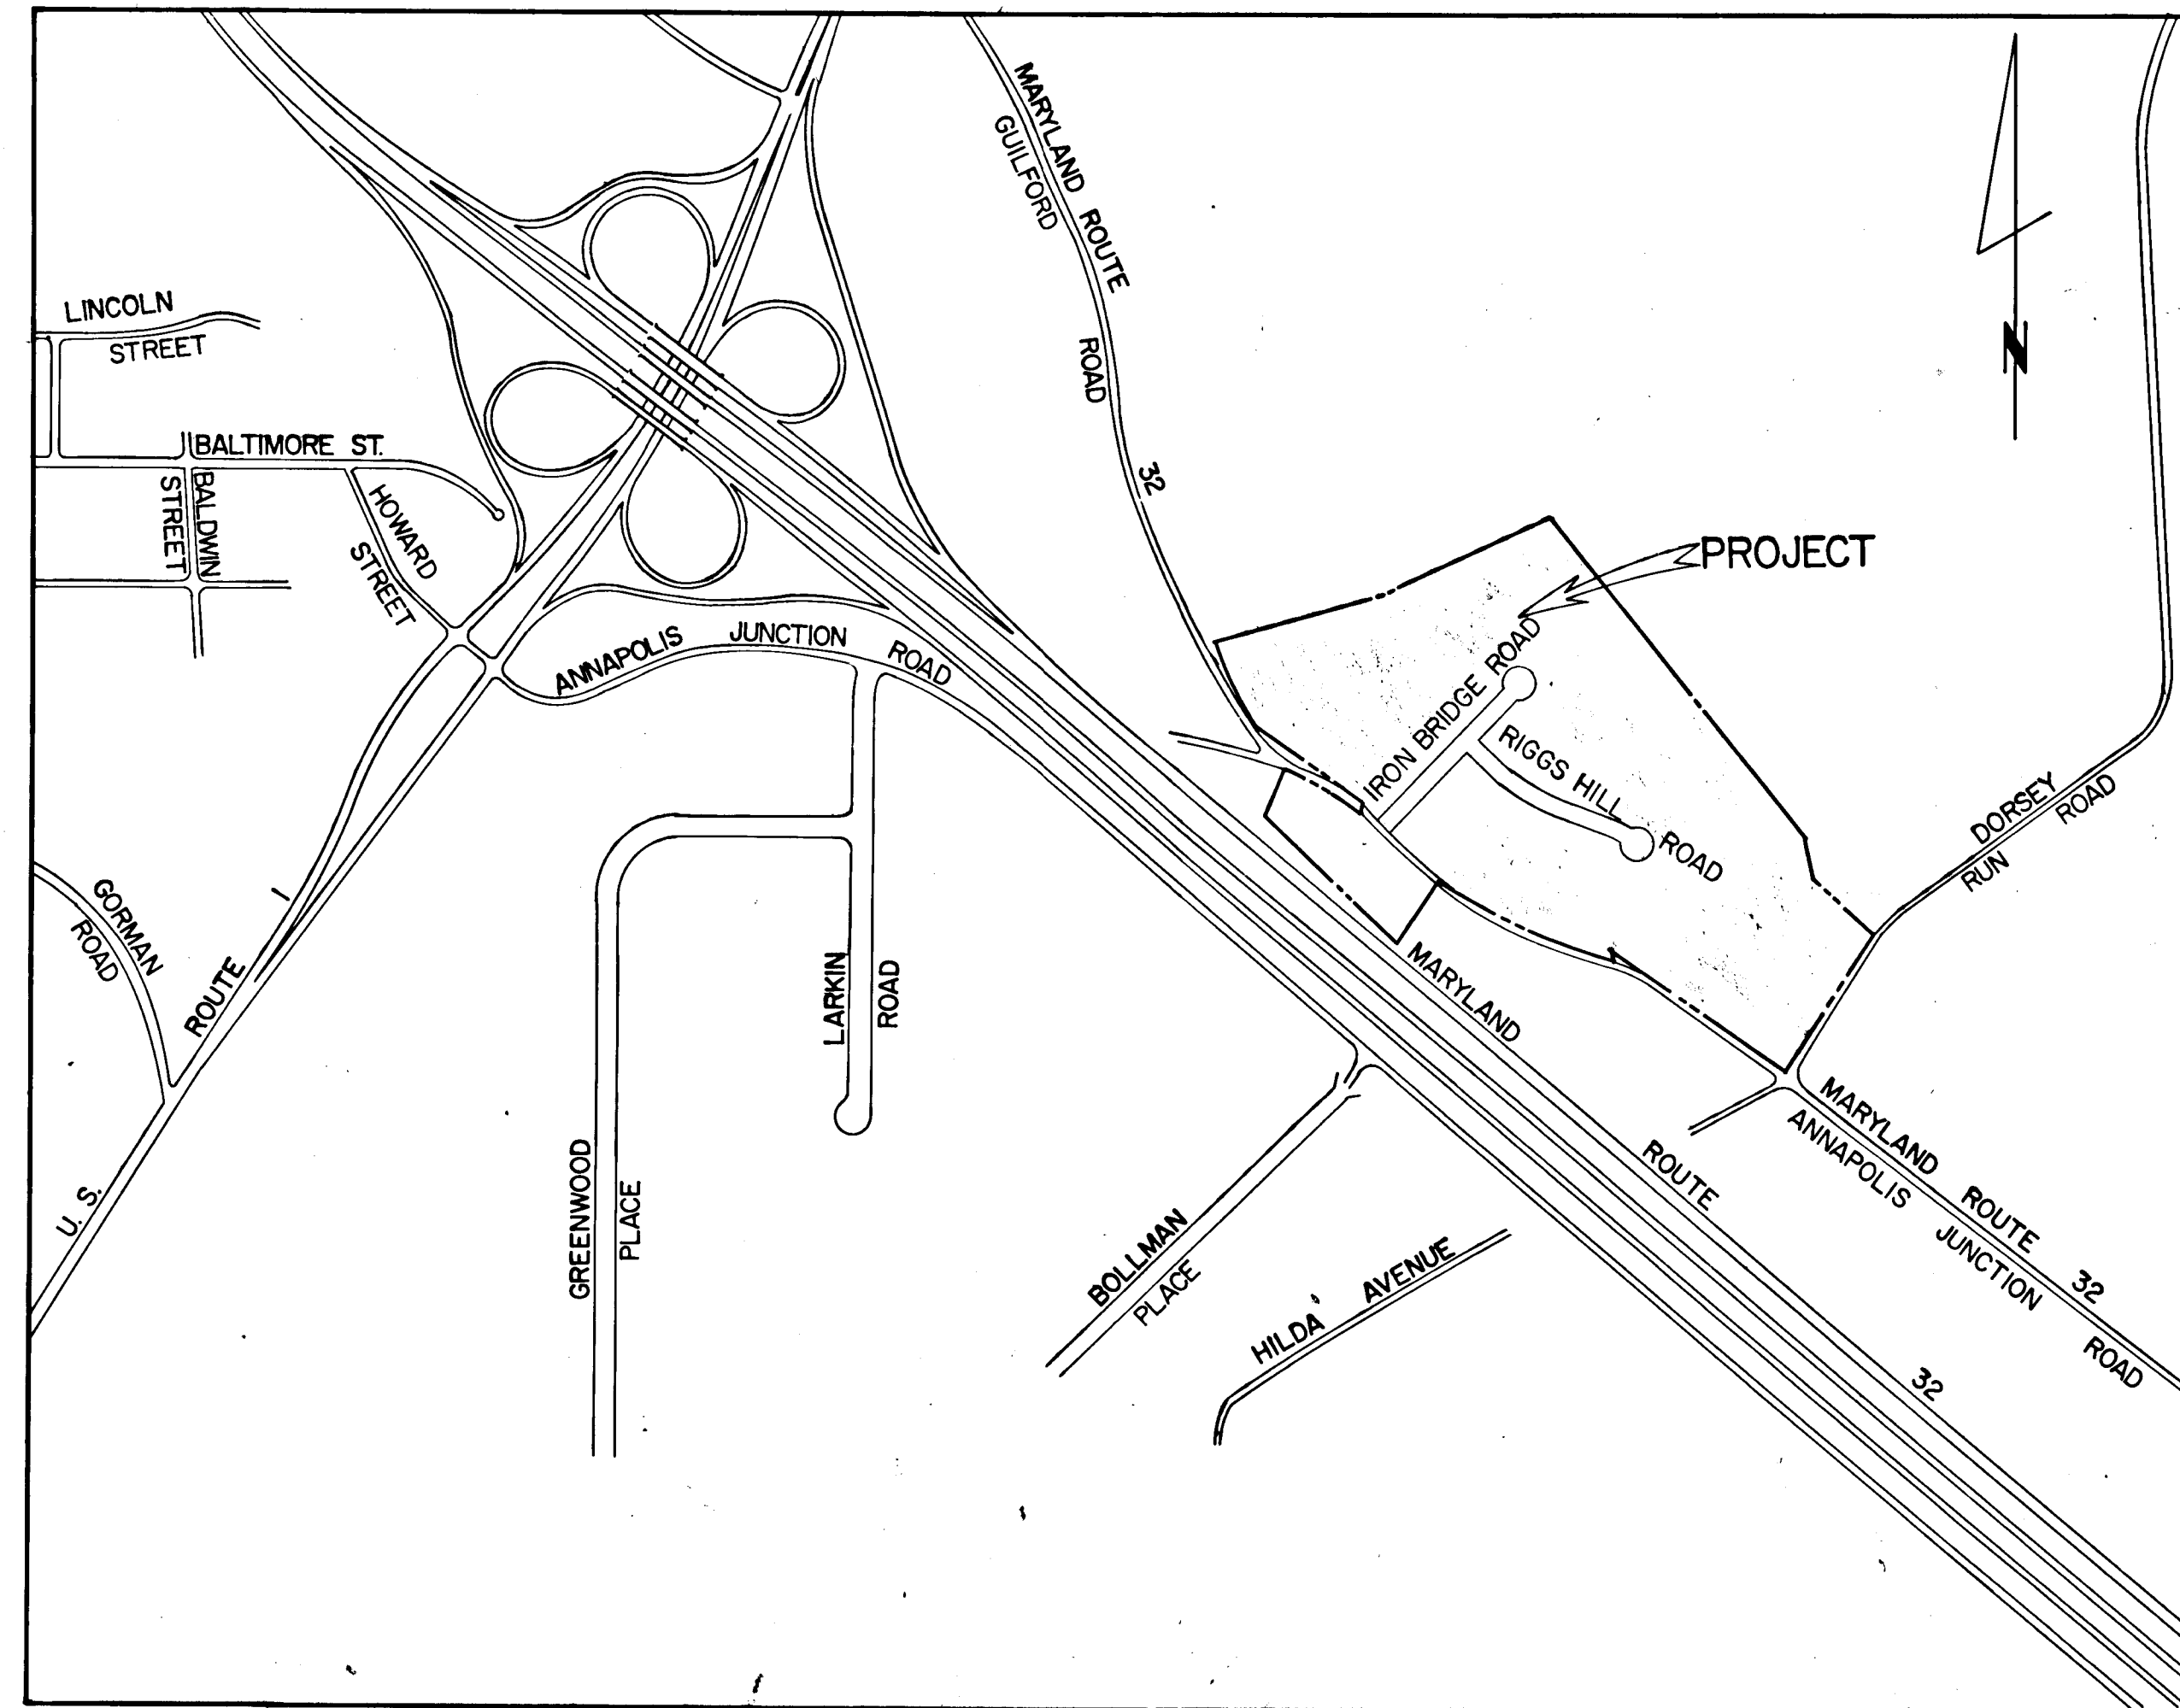 MARYLAND ROUTE 32
GUILFORD ROAD
N
LINCOLN
STREET
BALTIMORE ST.
BALDWIN
STREET
HOWARD
STREET
PROJECT
ANNAPOLIS JUNCTION ROAD
IRON BRIDGE ROAD
RIGGS HILL ROAD
DORSEY
RUN ROAD
GORMAN
ROAD
U. S. ROUTE 1
LARKIN
ROAD
GREENWOOD
PLACE
MARYLAND ROUTE 32
MARYLAND ROUTE 32
ANNAPOLIS JUNCTION ROAD
BOLLMAN
PLACE
HILDA AVENUE